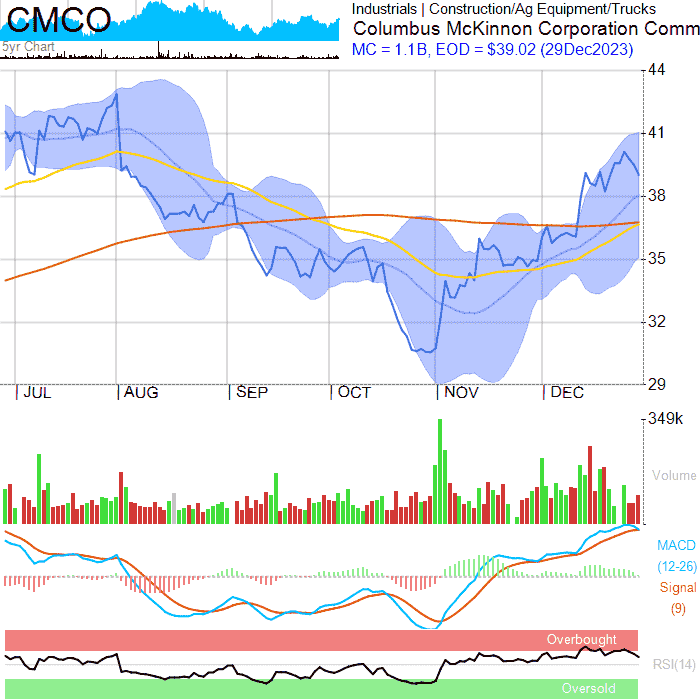 CMCO
5yr Chart
Industrials | Construction/Ag Equipment/Trucks
Columbus McKinnon Corporation Comm
MC = 1.1B, EOD = $39.02 (29Dec2023)
44
41
38
35
32
29
JUL AUG SEP OCT NOV DEC
349k
Volume
MACD
(12-26)
Signal
(9)
Overbought
RSI(14)
Oversold